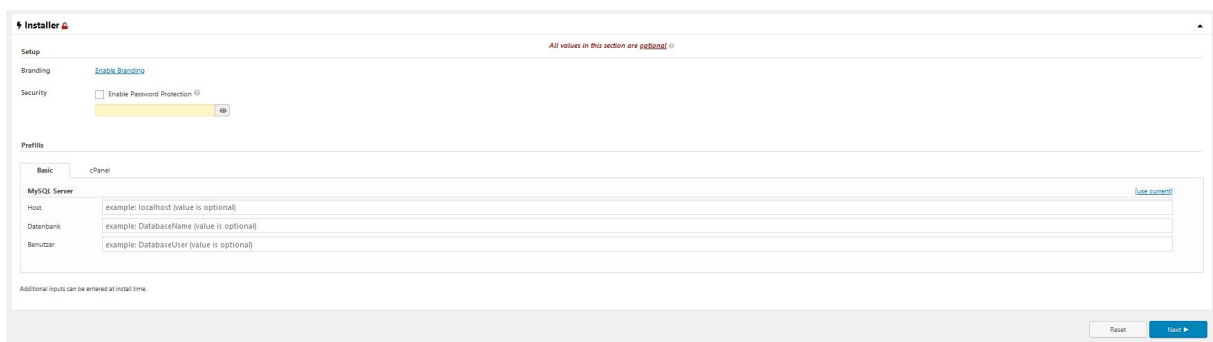 Installer
All values in this section are optional
Setup
Branding Enable Branding
Security Enable Password Protection
Prefills
Basic cPanel
MySQL Server [use current]
Host example: localhost (value is optional)
Datenbank example: DatabaseName (value is optional)
Benutzer example: DatabaseUser (value is optional)
Additional inputs can be entered at install time.
Reset Next